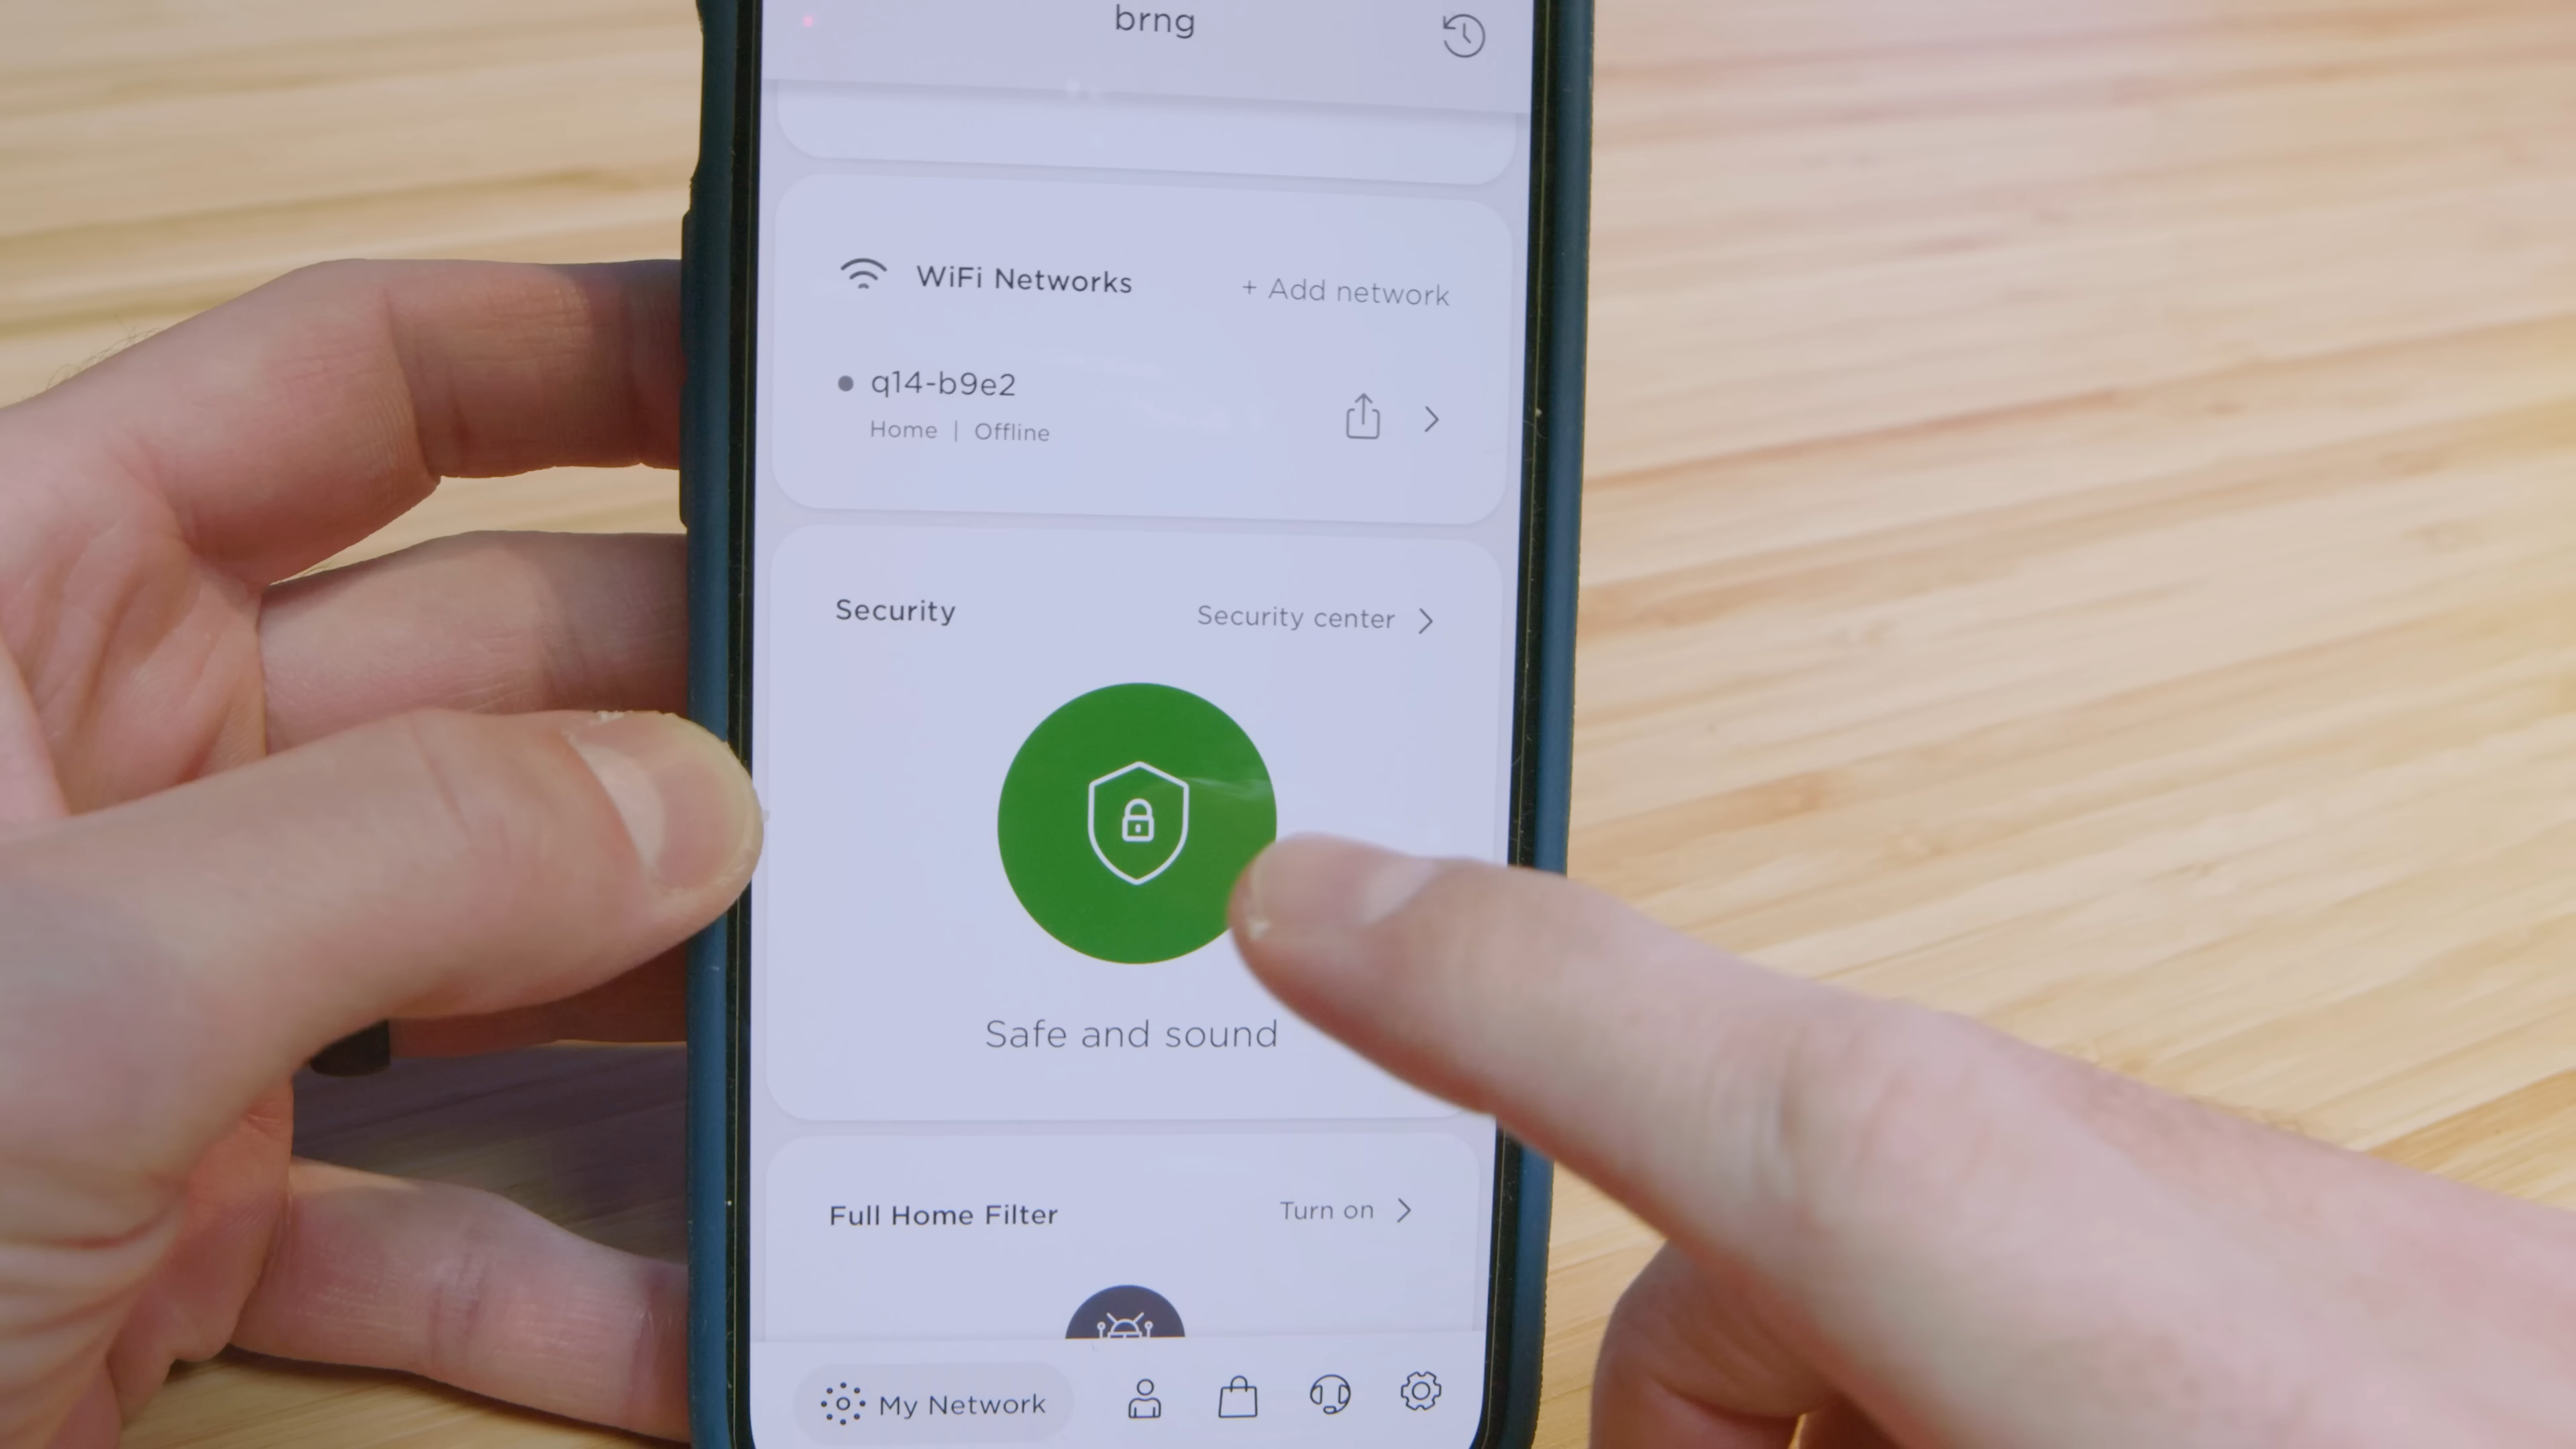 brng
WiFi Networks
+ Add network
q14-b9e2
Home | Offline
Security
Security center
Safe and sound
Full Home Filter
Turn on
My Network